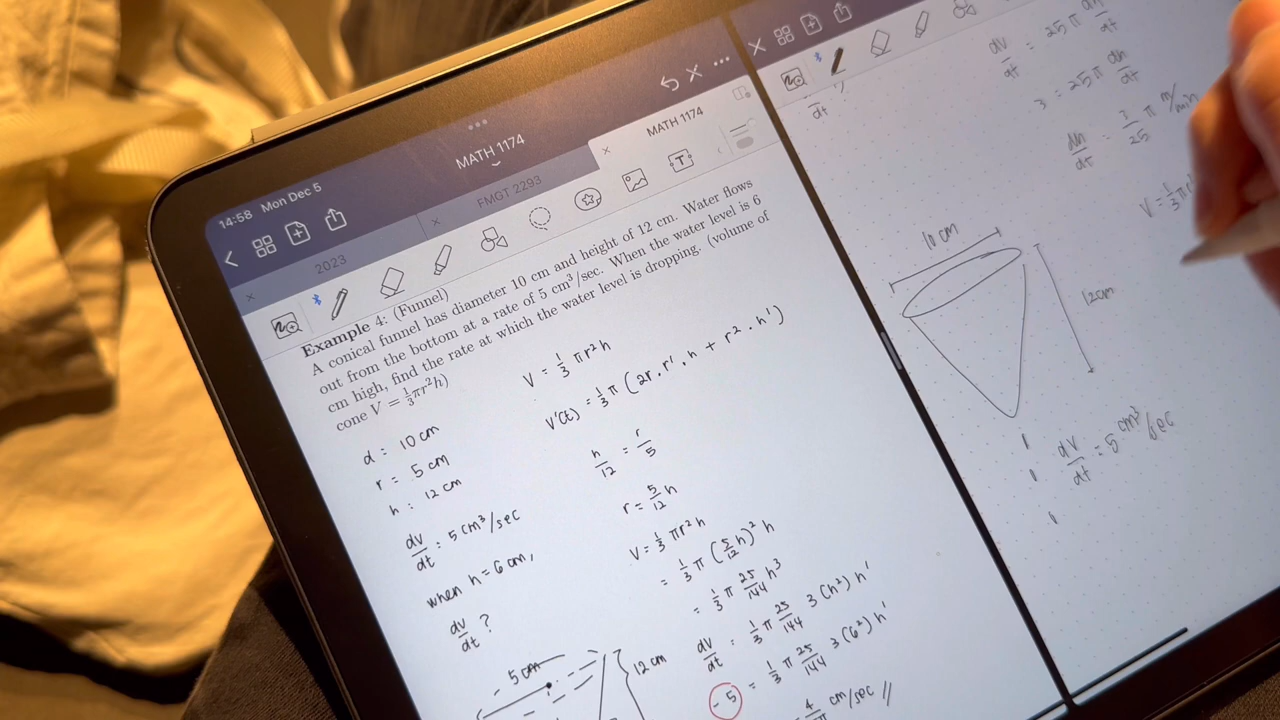 14:58 Mon Dec 5
MATH 1174
2023
FMGT 2293
MATH 1174
Example 4: (Funnel)
A conical funnel has diameter 10 cm and height of 12 cm. Water flows
out from the bottom at a rate of 5 cm³/sec. When the water level is 6
cm high, find the rate at which the water level is dropping. (volume of
cone V = 1/3πr²h)
d = 10 cm
r = 5 cm
h = 12 cm
dv/dt = 5 cm³/sec
when h = 6 cm,
dv/dt ?
5 cm
12 cm
V = 1/3 πr²h
V'(t) = 1/3 π (2r · r' · h + r² · h')
h/12 = r/5
r = 5/12 h
V = 1/3 πr²h
= 1/3 π (5/12 h)² h
= 1/3 π 25/144 h³
dv/dt = 1/3 π 25/144 3(h²) h'
-5 = 1/3 π 25/144 3(6²) h'
cm/sec //
dv/dt = 25π dh/dt
3 = 25π dh/dt
dh/dt = 3/25 π m/min
V = 1/3 π
10 cm
12cm
dv/dt = 5 cm³/sec